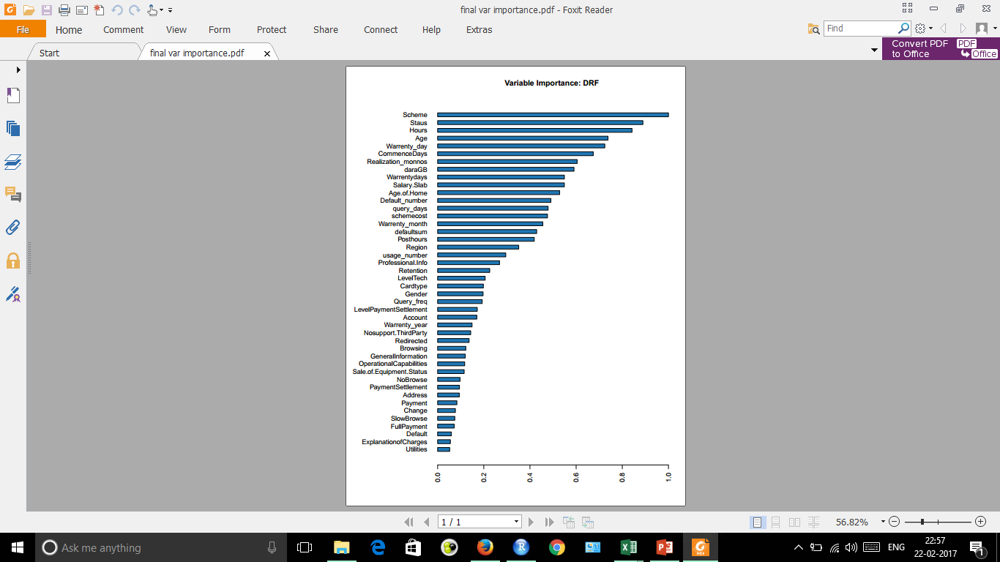 final var importance.pdf - Foxit Reader
File Home Comment View Form Protect Share Connect Help Extras Find
Start final var importance.pdf
Convert PDF to Office
PDF Office
Variable Importance: DRF
Scheme
Staus
Hours
Age
Warrenty_day
CommenceDays
Realization_monnos
daraGB
Warrentydays
Salary.Slab
Age.of.Home
Default_number
query_days
schemecost
Warrenty_month
defaultsum
Posthours
Region
usage_number
Professional.Info
Retention
LevelTech
Cardtype
Gender
Query_freq
LevelPaymentSettlement
Account
Warrenty_year
Nosupport.ThirdParty
Redirected
Browsing
GeneralInformation
OperationalCapabilities
Sale.of.Equipment.Status
NoBrowse
PaymentSettlement
Address
Payment
Change
SlowBrowse
FullPayment
Default
ExplanationofCharges
Utilities
0.0 0.2 0.4 0.6 0.8 1.0
1 / 1
56.82%
Ask me anything
ENG
22:57
22-02-2017
1